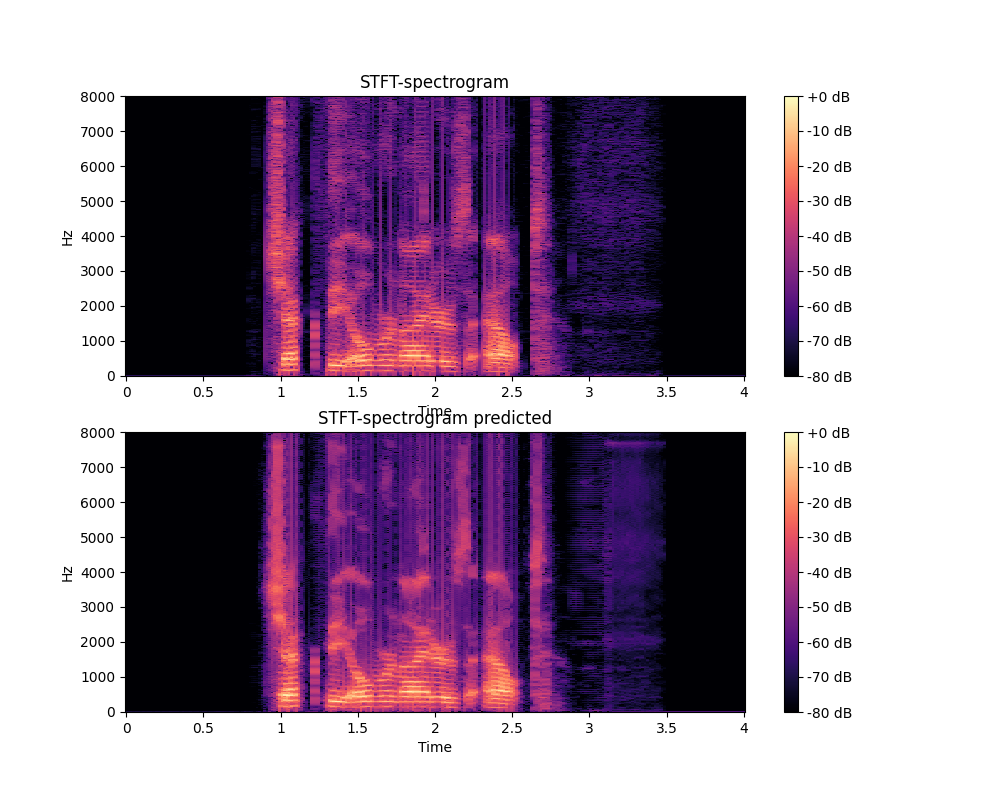 STFT-spectrogram
8000
7000
6000
5000
4000
3000
2000
1000
0
Hz
0 0.5 1 1.5 2 2.5 3 3.5 4
Time
+0 dB
-10 dB
-20 dB
-30 dB
-40 dB
-50 dB
-60 dB
-70 dB
-80 dB
STFT-spectrogram predicted
8000
7000
6000
5000
4000
3000
2000
1000
0
Hz
0 0.5 1 1.5 2 2.5 3 3.5 4
Time
+0 dB
-10 dB
-20 dB
-30 dB
-40 dB
-50 dB
-60 dB
-70 dB
-80 dB